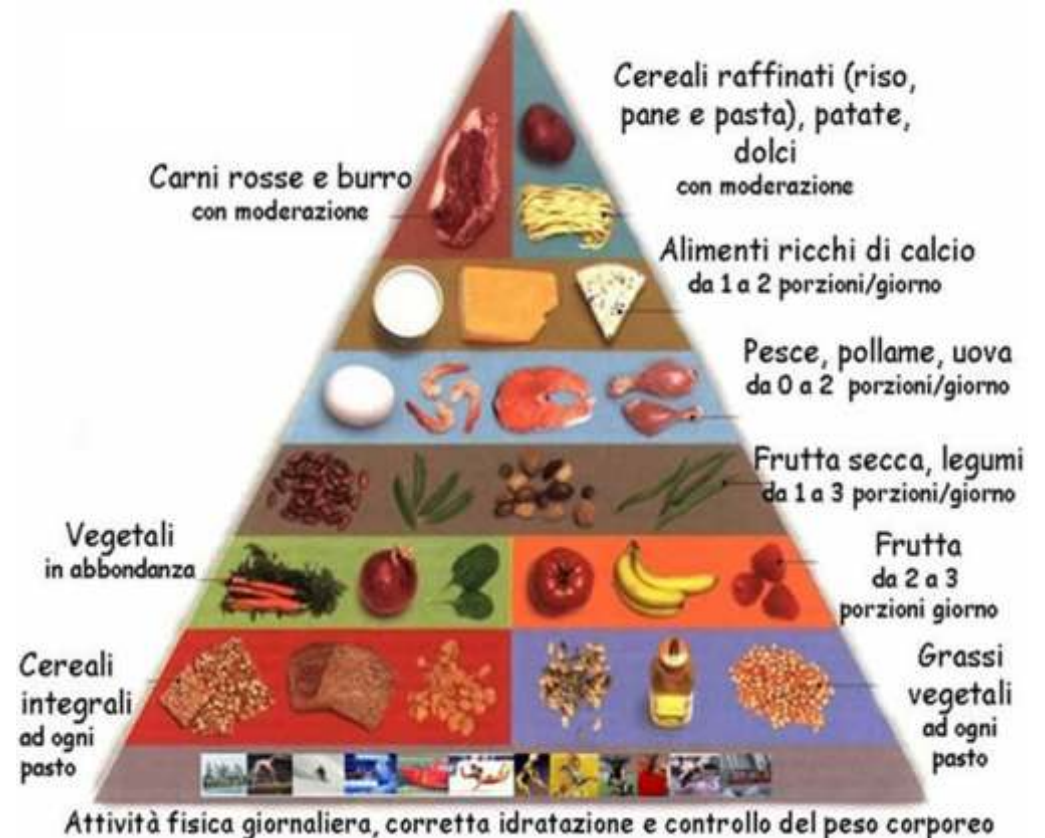 Cereali raffinati (riso,
pane e pasta), patate,
dolci
con moderazione
Carni rosse e burro
con moderazione
Alimenti ricchi di calcio
da 1 a 2 porzioni/giorno
Pesce, pollame, uova
da 0 a 2 porzioni/giorno
Frutta secca, legumi
da 1 a 3 porzioni/giorno
Vegetali
in abbondanza
Frutta
da 2 a 3
porzioni giorno
Cereali
integrali
ad ogni
pasto
Grassi
vegetali
ad ogni
pasto
Attività fisica giornaliera, corretta idratazione e controllo del peso corporeo